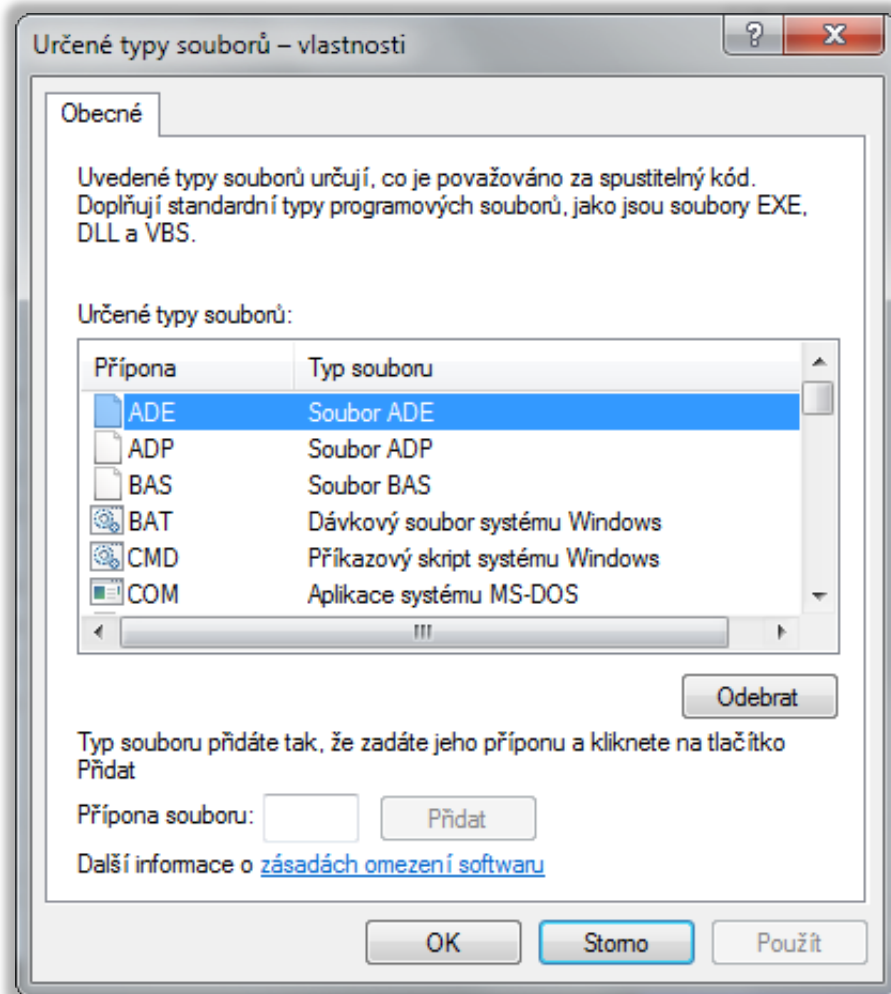 Určené typy souborů – vlastnosti
?
Obecné
Uvedené typy souborů určují, co je považováno za spustitelný kód.
Doplňují standardní typy programových souborů, jako jsou soubory EXE,
DLL a VBS.
Určené typy souborů:
Přípona Typ souboru
ADE Soubor ADE
ADP Soubor ADP
BAS Soubor BAS
BAT Dávkový soubor systému Windows
CMD Příkazový skript systému Windows
COM Aplikace systému MS-DOS
Odebrat
Typ souboru přidáte tak, že zadáte jeho příponu a kliknete na tlačítko
Přidat
Přípona souboru: Přidat
Další informace o zásadách omezení softwaru
OK Storno Použít